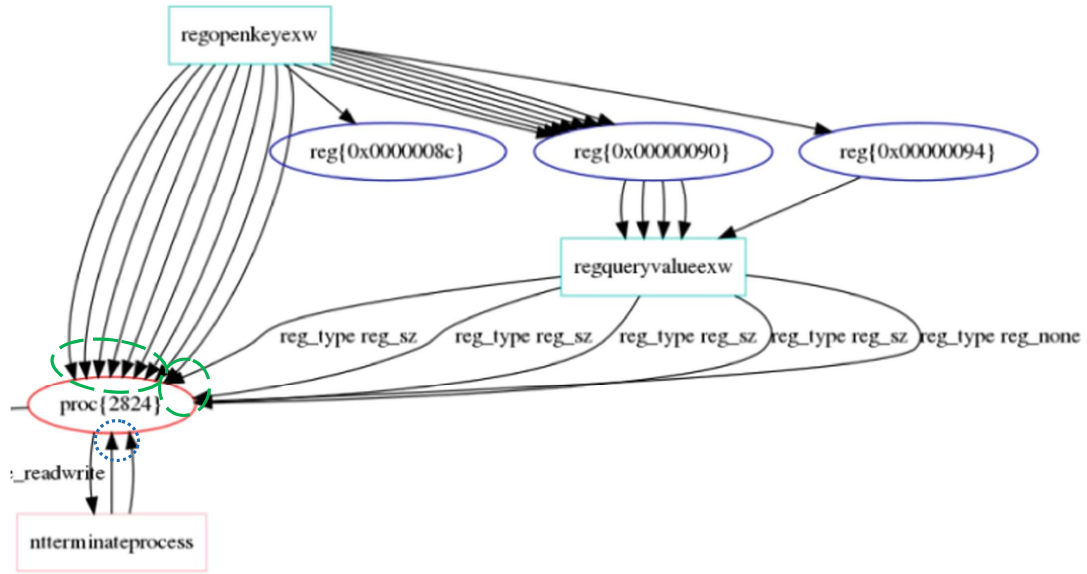 regopenkeyexw
reg{0x0000008c}
reg{0x00000090}
reg{0x00000094}
regqueryvalueexw
reg_type reg_sz
reg_type reg_sz
reg_type reg_sz
reg_type reg_sz
reg_type reg_none
proc{2824}
_readwrite
ntterminateprocess